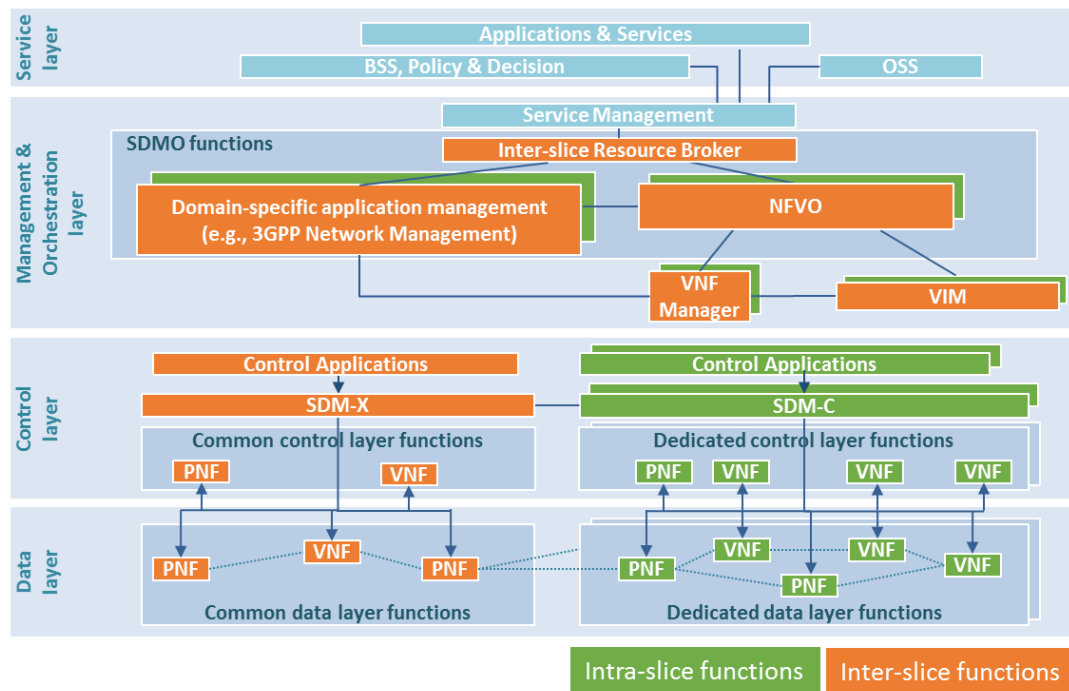 Service
layer
Applications & Services
BSS, Policy & Decision
OSS
Management &
Orchestration
layer
Service Management
SDMO functions
Inter-slice Resource Broker
Domain-specific application management
(e.g., 3GPP Network Management)
NFVO
VNF
Manager
VIM
Control
layer
Control Applications
Control Applications
SDM-X
SDM-C
Common control layer functions
Dedicated control layer functions
PNF
VNF
PNF
VNF
VNF
VNF
Data
layer
PNF
VNF
PNF
PNF
VNF
PNF
VNF
VNF
Common data layer functions
Dedicated data layer functions
Intra-slice functions
Inter-slice functions